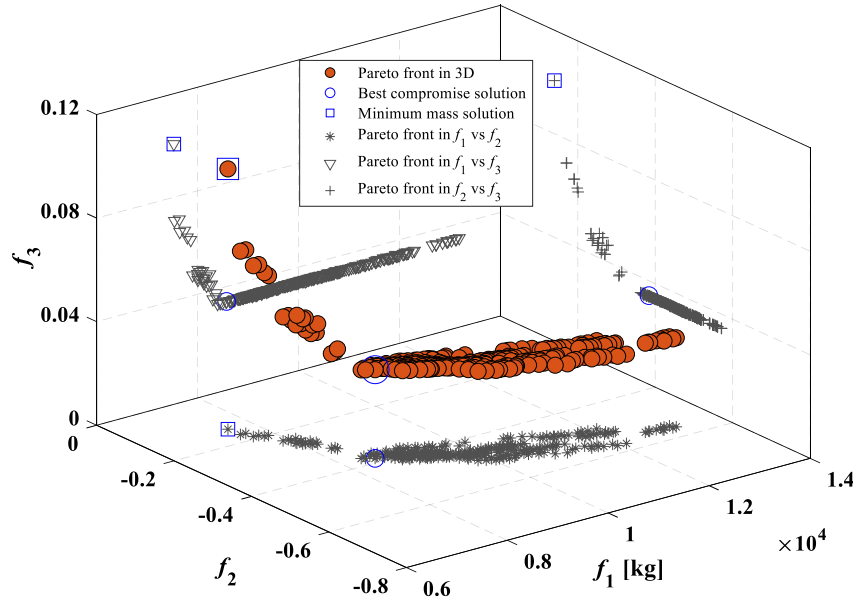 Pareto front in 3D
Best compromise solution
Minimum mass solution
Pareto front in f₁ vs f₂
Pareto front in f₁ vs f₃
Pareto front in f₂ vs f₃
0.12
0.08
0.04
0
f₃
0
-0.2
-0.4
-0.6
-0.8
f₂
0.6
0.8
1
1.2
1.4
×10⁴
f₁ [kg]